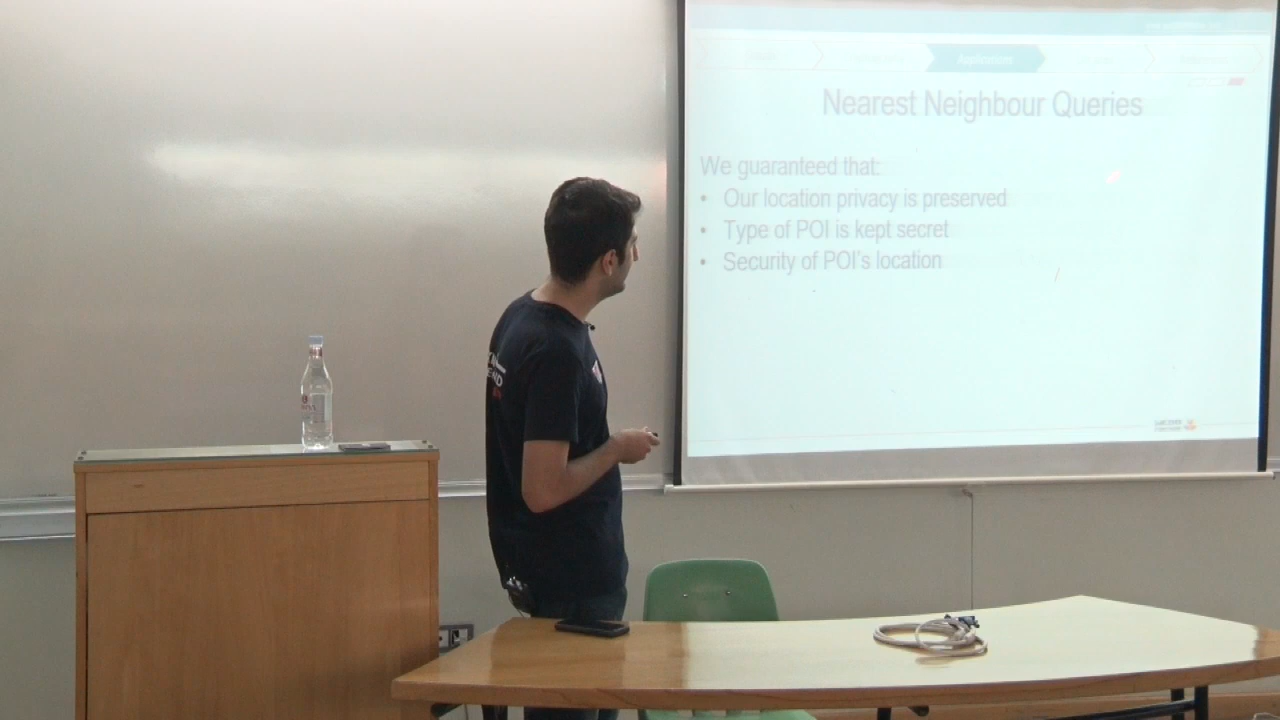 Applications
Nearest Neighbour Queries
We guaranteed that:
• Our location privacy is preserved
• Type of POI is kept secret
• Security of POI's location